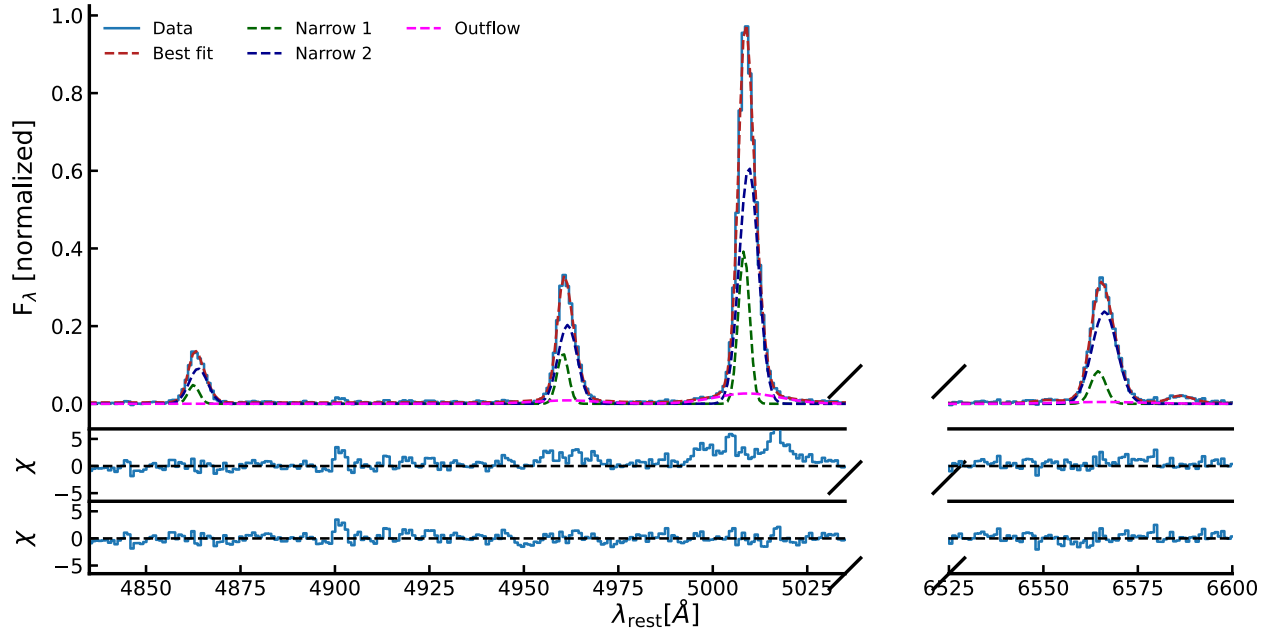 F_λ [normalized]
1.0
0.8
0.6
0.4
0.2
0.0
Data
Best fit
Narrow 1
Narrow 2
Outflow
χ
5
0
−5
χ
5
0
−5
4850
4875
4900
4925
4950
4975
5000
5025
6525
6550
6575
6600
λ_rest[Å]